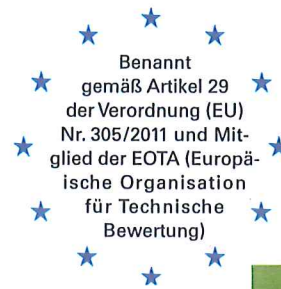 Benannt
gemäß Artikel 29
der Verordnung (EU)
Nr. 305/2011 und Mit-
glied der EOTA (Europä-
ische Organisation
für Technische
Bewertung)